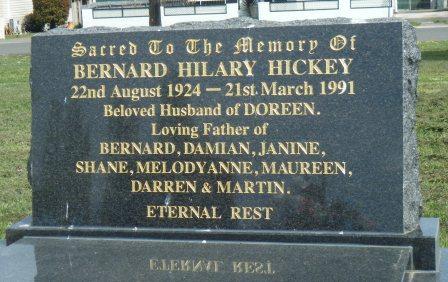 Sacred To The Memory Of
BERNARD HILARY HICKEY
22nd August 1924 — 21st. March 1991
Beloved Husband of DOREEN.
Loving Father of
BERNARD, DAMIAN, JANINE,
SHANE, MELODYANNE, MAUREEN,
DARREN & MARTIN.
ETERNAL REST